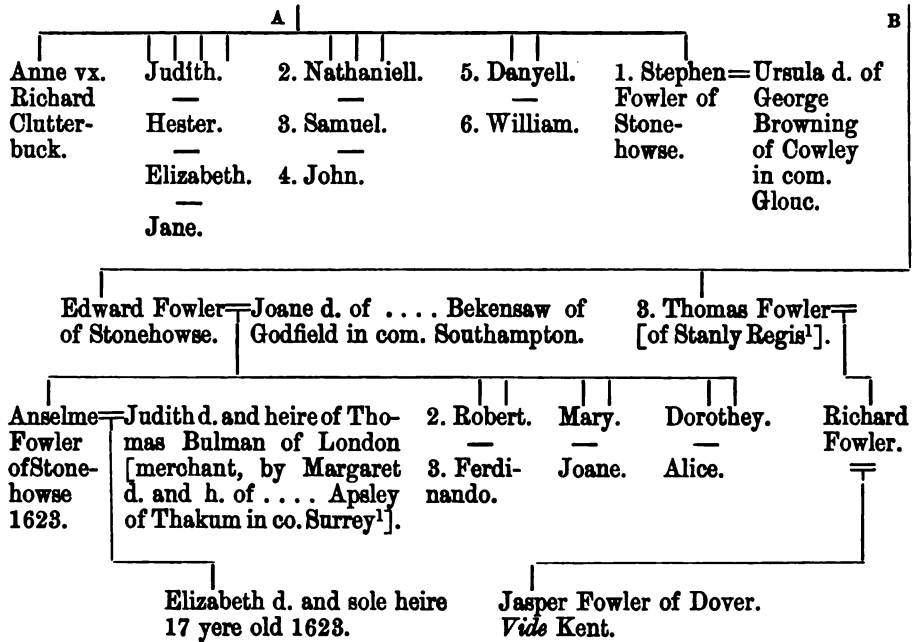 A
B
Anne vx.
Richard
Clutter-
buck.
Judith.
—
Hester.
—
Elizabeth.
—
Jane.
2. Nathaniell.
—
3. Samuel.
—
4. John.
5. Danyell.
—
6. William.
1. Stephen=
Fowler of
Stone-
howse.
Ursula d. of
George
Browning
of Cowley
in com.
Glouc.
Edward Fowler=
of Stonehowse.
Joane d. of .... Bekensaw of
Godfield in com. Southampton.
3. Thomas Fowler=
[of Stanly Regis¹].
Anselme=
Fowler
of Stone-
howse
1623.
Judith d. and heire of Tho-
mas Bulman of London
[merchant, by Margaret
d. and h. of .... Apsley
of Thakum in co. Surrey¹].
2. Robert.
—
3. Ferdi-
nando.
Mary.
—
Joane.
Dorothey.
—
Alice.
Richard
Fowler.
=
Elizabeth d. and sole heire
17 yere old 1623.
Jasper Fowler of Dover.
Vide Kent.